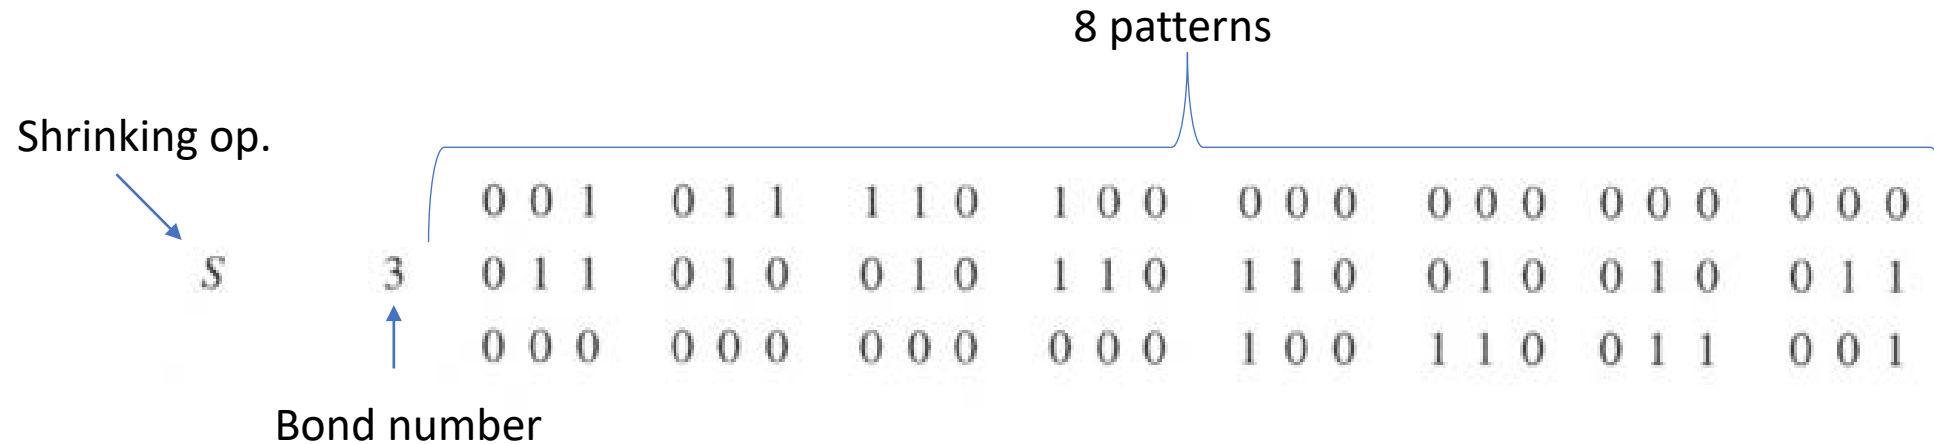 8 patterns
Shrinking op.
0 0 1 0 1 1 1 1 0 1 0 0 0 0 0 0 0 0 0 0 0 0 0 0
S 3 0 1 1 0 1 0 0 1 0 1 1 0 1 1 0 0 1 0 0 1 0 0 1 1
0 0 0 0 0 0 0 0 0 0 0 0 1 0 0 1 1 0 0 1 1 0 0 1
Bond number